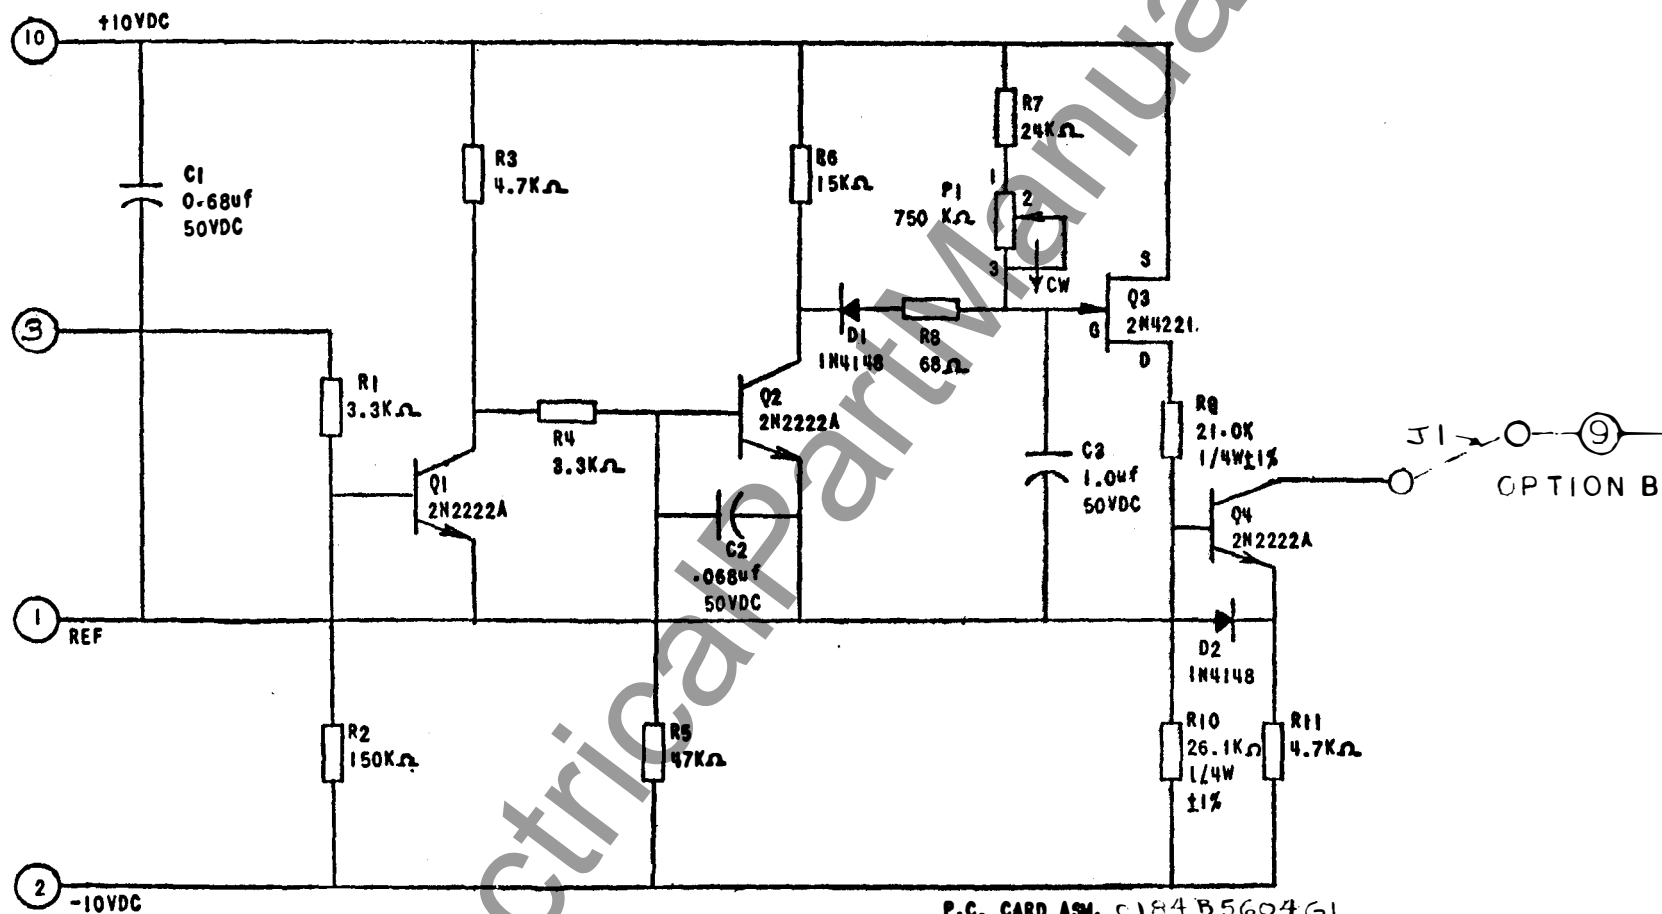 10
+10VDC
C1
0.68uf
50VDC
R3
4.7KΩ
R6
15KΩ
R7
24KΩ
P1
750 KΩ
1
2
3
CW
S
Q3
2N4221.
G
D
3
R1
3.3KΩ
D1
1N4148
R8
68Ω
R4
3.3KΩ
Q2
2N2222A
Q1
2N2222A
C2
.068uf
50VDC
C3
1.0uf
50VDC
R9
21.0K
1/4W±1%
J1
9
OPTION B
Q4
2N2222A
1
REF
D2
1N4148
R2
150KΩ
R5
47KΩ
R10
26.1KΩ
1/4W
±1%
R11
4.7KΩ
2
-10VDC
P.C. CARD ASM. C184B5604G1
ctricalPartManua